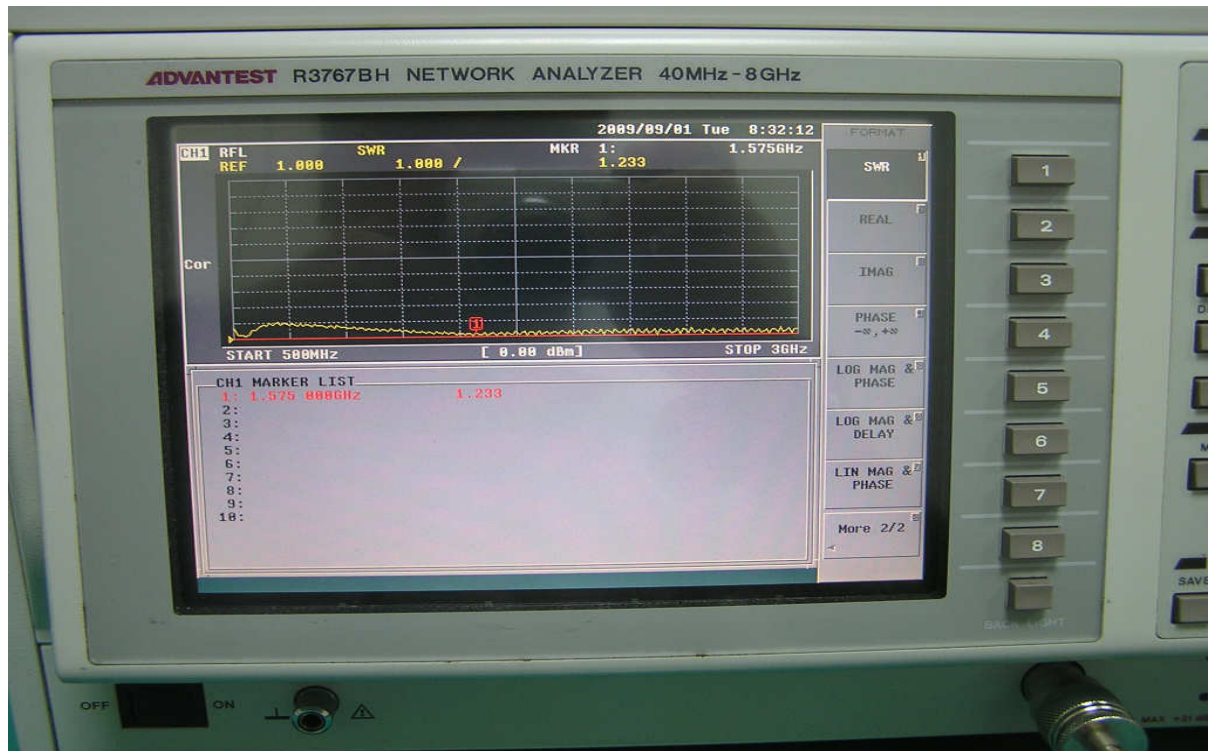 ADVANTEST R3767BH NETWORK ANALYZER 40MHz-8GHz
2009/09/01 Tue 8:32:12
CH1 RFL SWR MKR 1: 1.575GHz
REF 1.000 1.000 / 1.233
Cor
1
START 500MHz [ 0.00 dBm] STOP 3GHz
CH1 MARKER LIST
1: 1.575 000GHz 1.233
2:
3:
4:
5:
6:
7:
8:
9:
10:
FORMAT
SWR
REAL
IMAG
PHASE
-∞,+∞
LOG MAG &
PHASE
LOG MAG &
DELAY
LIN MAG &
PHASE
More 2/2
1
2
3
4
5
6
7
8
BACK LIGHT
SAVE
OFF
ON
MAX